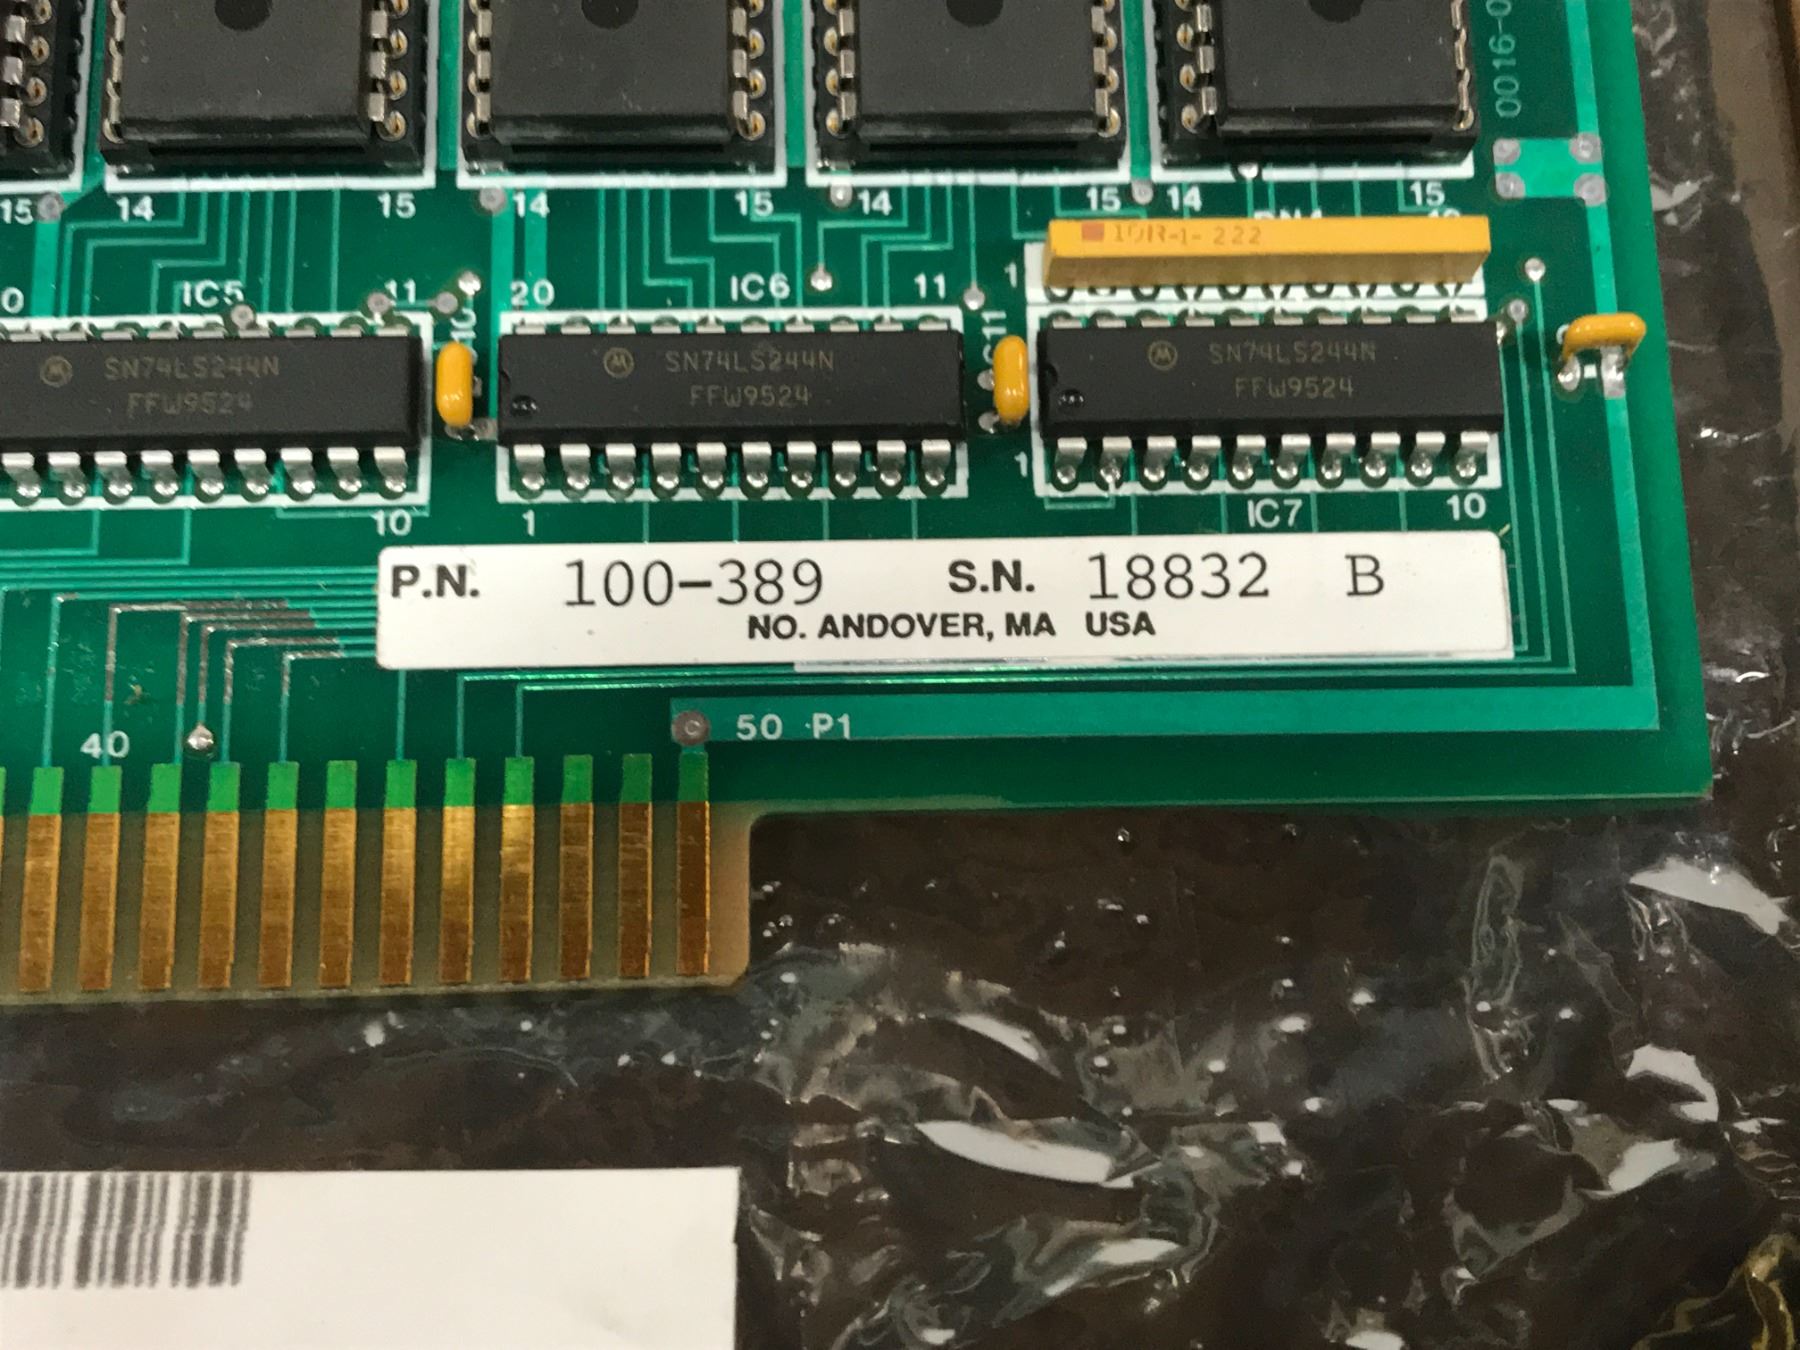 0016-0
15 14 15 14 15 14 15 14 15
10R-1-222
0 IC5 11 20 IC6 11 1
SN74LS244N
FFW9524
SN74LS244N
FFW9524
SN74LS244N
FFW9524
10 1 1 IC7 10
P.N. 100-389 S.N. 18832 B
NO. ANDOVER, MA USA
40 50 P1